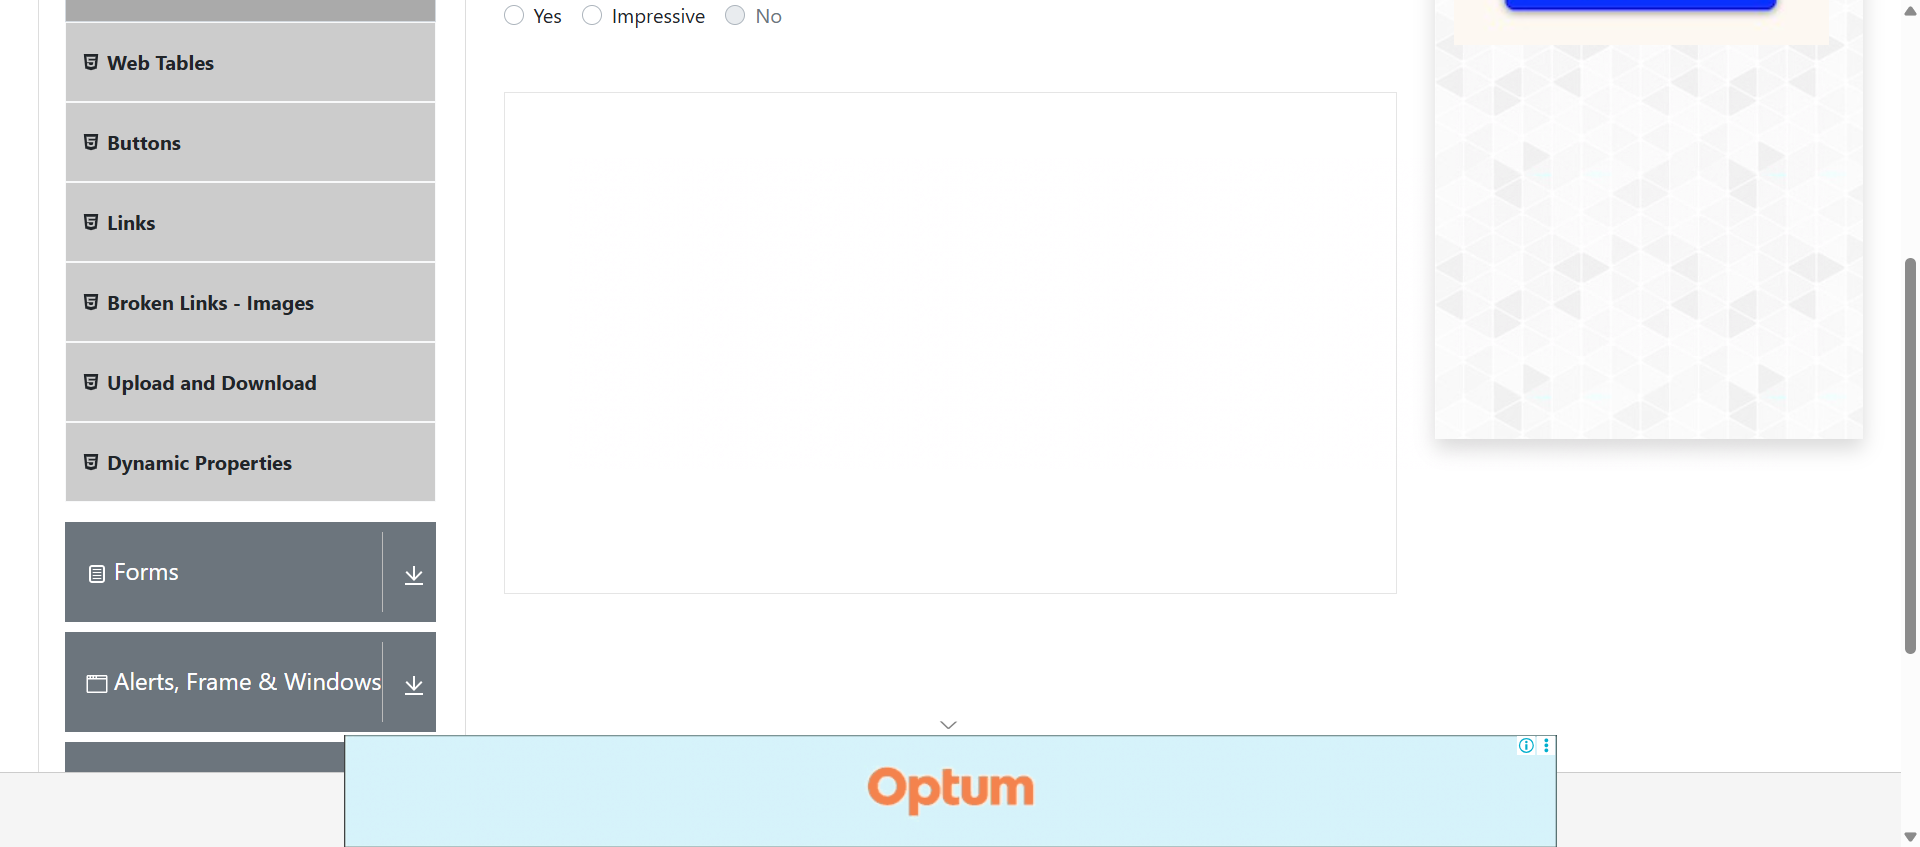 Yes Impressive No
Web Tables
Buttons
Links
Broken Links - Images
Upload and Download
Dynamic Properties
Forms
Alerts, Frame & Windows
Optum